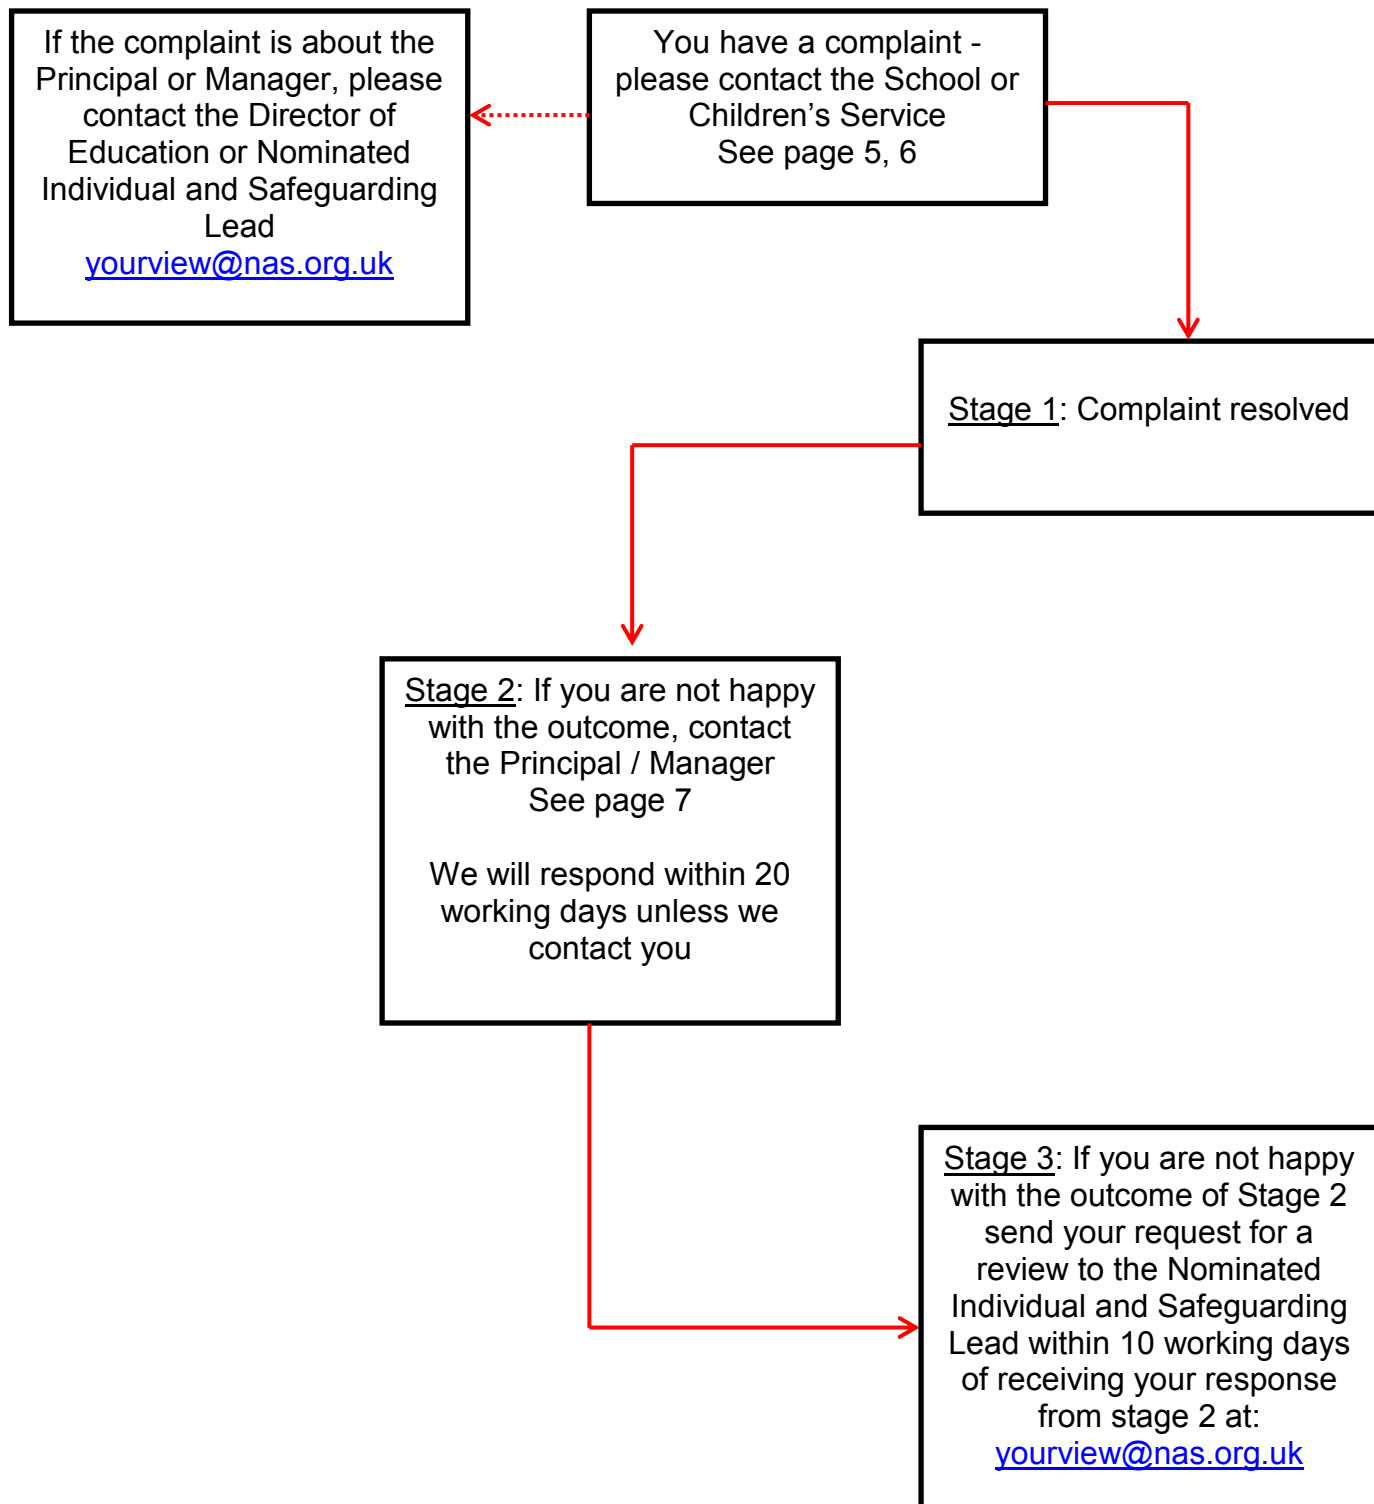 If the complaint is about the
Principal or Manager, please
contact the Director of
Education or Nominated
Individual and Safeguarding
Lead
yourview@nas.org.uk
You have a complaint -
please contact the School or
Children’s Service
See page 5, 6
Stage 1: Complaint resolved
Stage 2: If you are not happy
with the outcome, contact
the Principal / Manager
See page 7
We will respond within 20
working days unless we
contact you
Stage 3: If you are not happy
with the outcome of Stage 2
send your request for a
review to the Nominated
Individual and Safeguarding
Lead within 10 working days
of receiving your response
from stage 2 at:
yourview@nas.org.uk